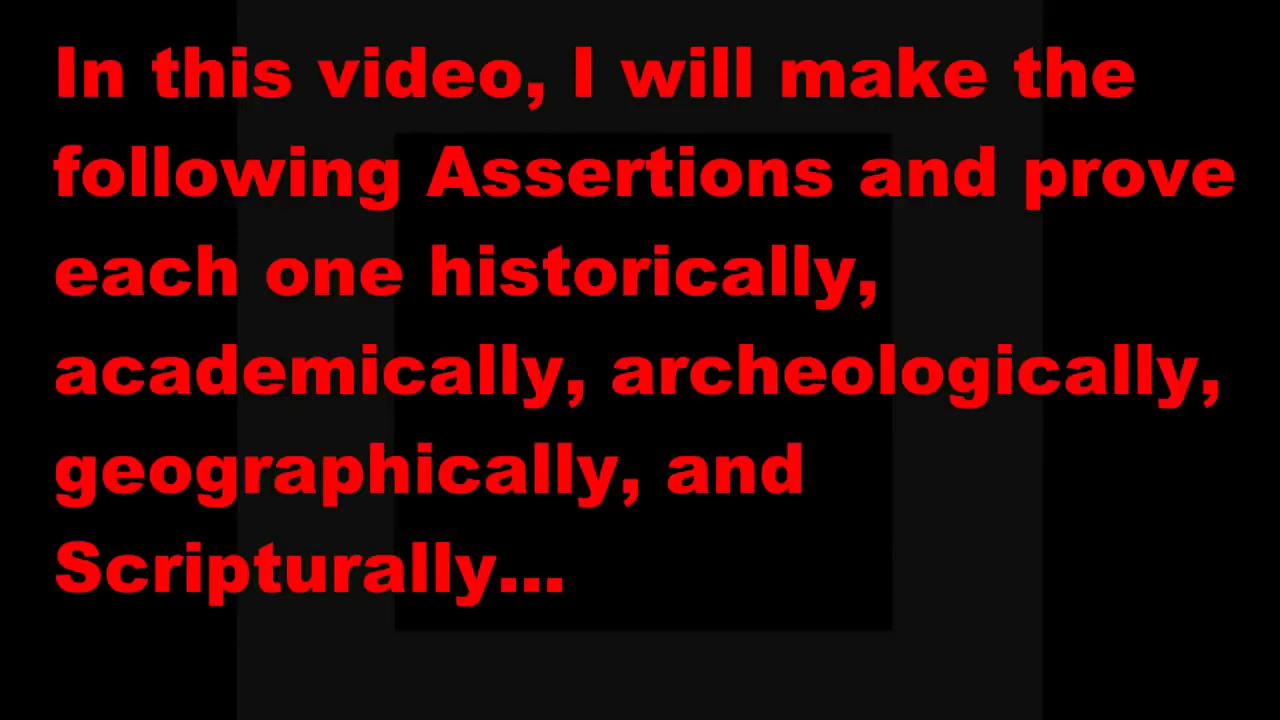 In this video, I will make the
following Assertions and prove
each one historically,
academically, archeologically,
geographically, and
Scripturally...